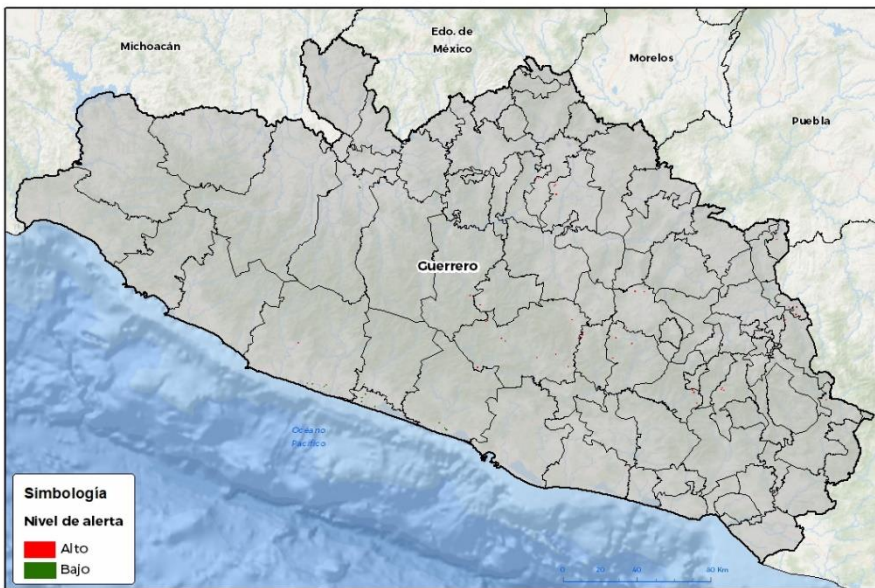 Michoacán
Edo. de
México
Morelos
Puebla
Guerrero
Océano
Pacífico
Simbología
Nivel de alerta
Alto
Bajo
0 20 40 80 Km